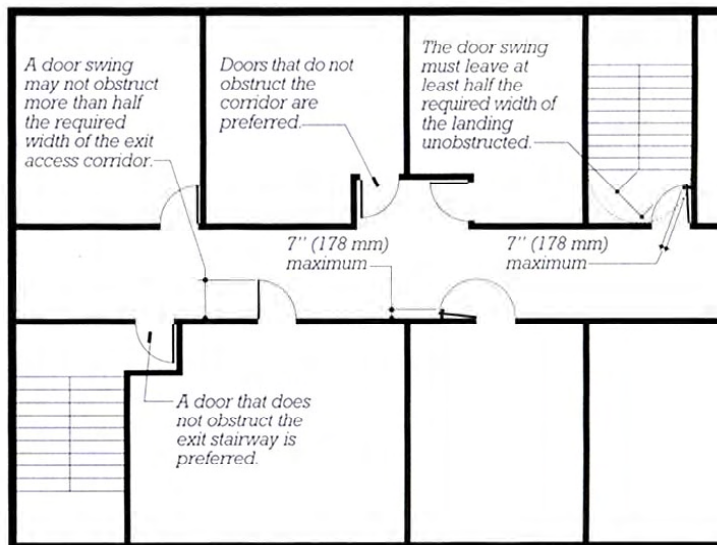 A door swing
may not obstruct
more than half
the required
width of the exit
access corridor.
Doors that do not
obstruct the
corridor are
preferred.
The door swing
must leave at
least half the
required width of
the landing
unobstructed.
7" (178 mm)
maximum
7" (178 mm)
maximum
A door that does
not obstruct the
exit stairway is
preferred.